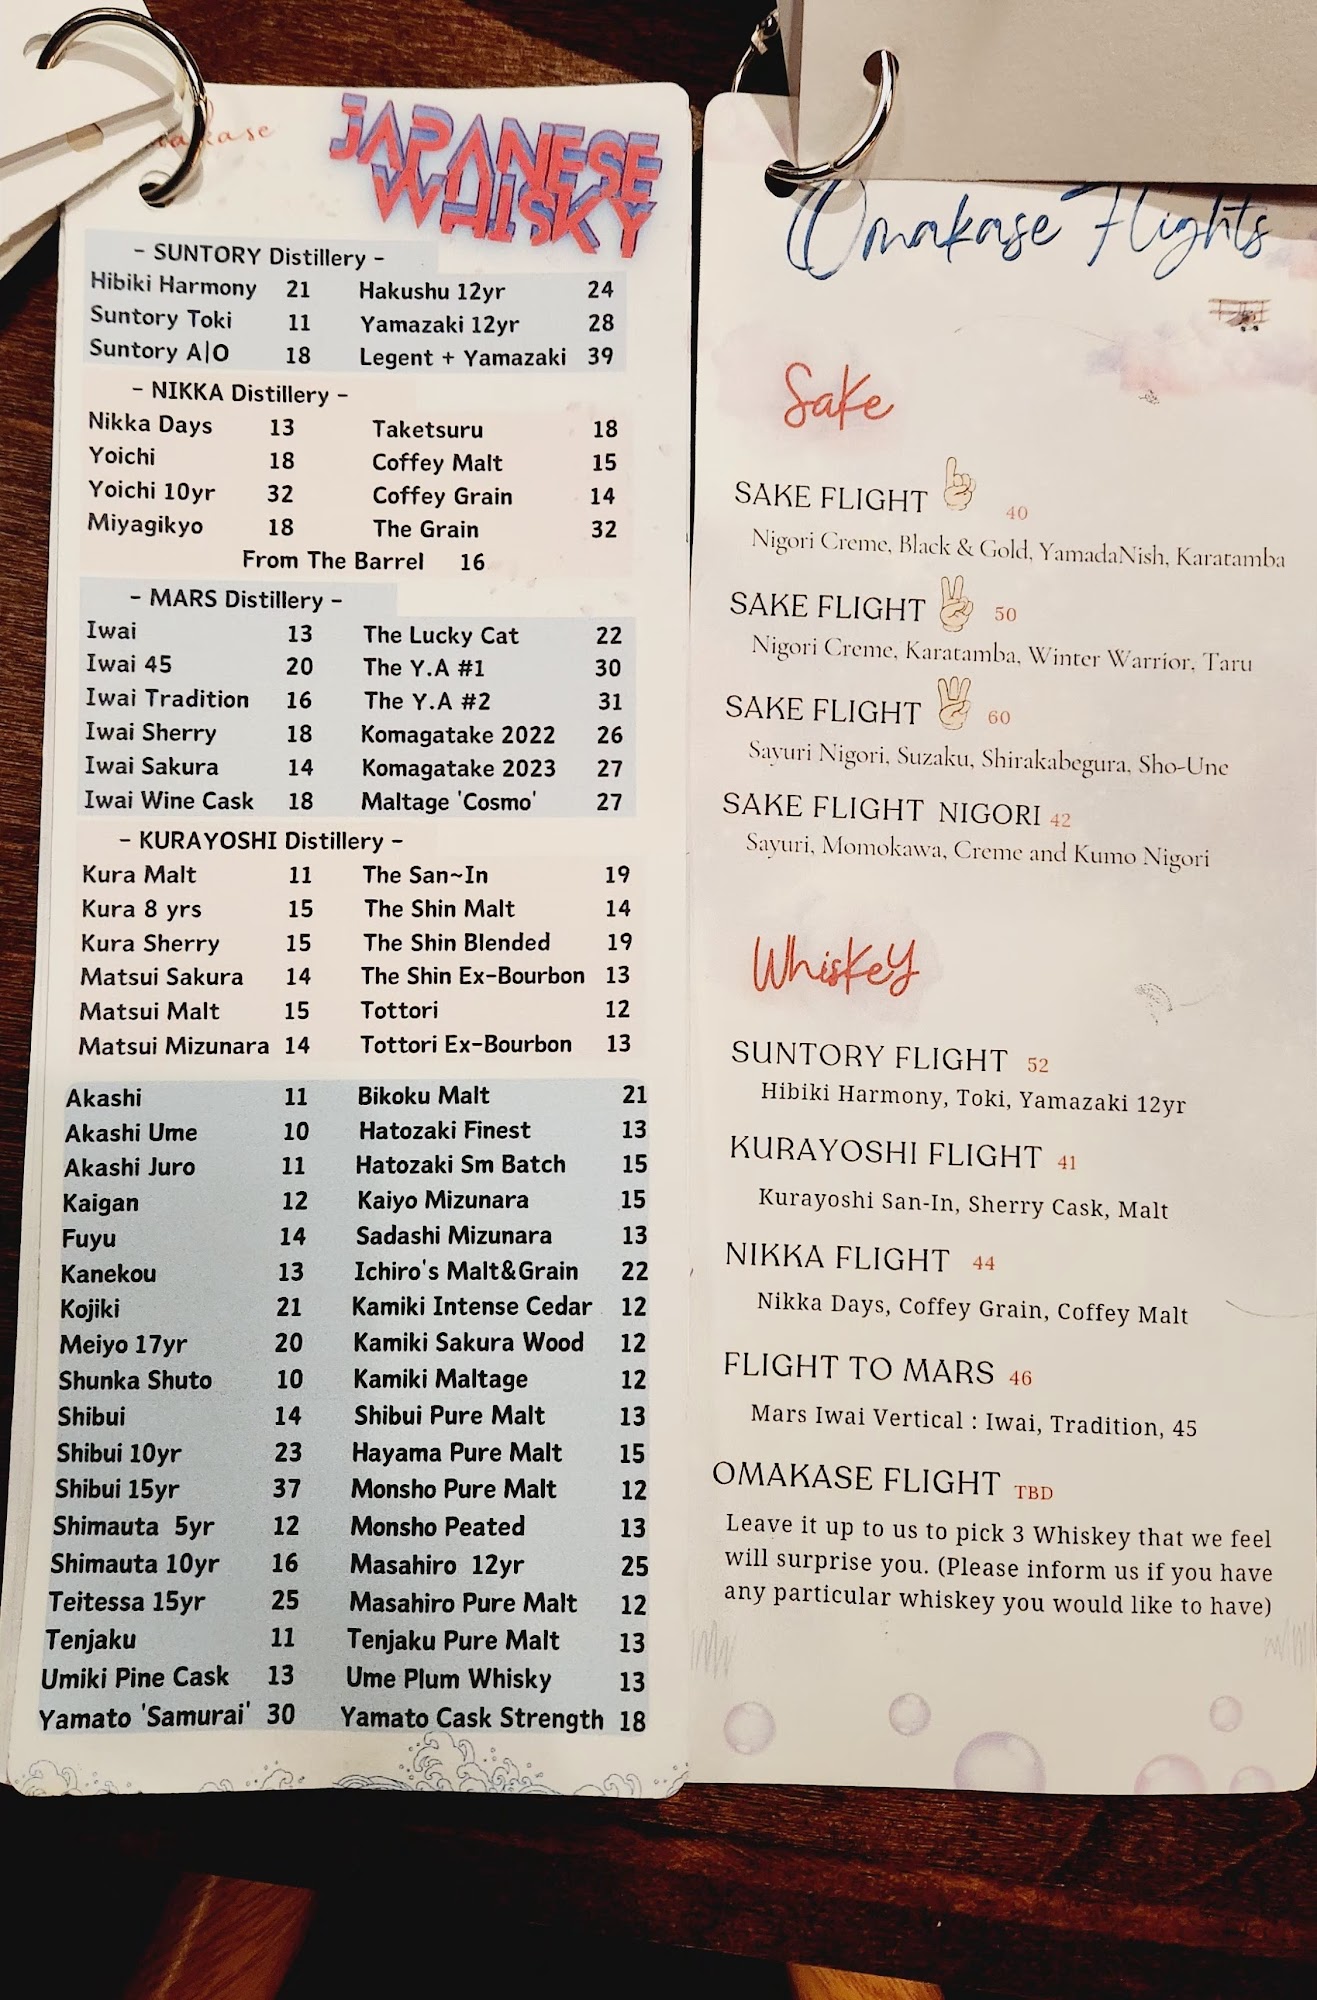 JAPANESE
WHISKY
- SUNTORY Distillery -
Hibiki Harmony 21 Hakushu 12yr 24
Suntory Toki 11 Yamazaki 12yr 28
Suntory A|O 18 Legent + Yamazaki 39
- NIKKA Distillery -
Nikka Days 13 Taketsuru 18
Yoichi 18 Coffey Malt 15
Yoichi 10yr 32 Coffey Grain 14
Miyagikyo 18 The Grain 32
From The Barrel 16
- MARS Distillery -
Iwai 13 The Lucky Cat 22
Iwai 45 20 The Y.A #1 30
Iwai Tradition 16 The Y.A #2 31
Iwai Sherry 18 Komagatake 2022 26
Iwai Sakura 14 Komagatake 2023 27
Iwai Wine Cask 18 Maltage 'Cosmo' 27
- KURAYOSHI Distillery -
Kura Malt 11 The San~In 19
Kura 8 yrs 15 The Shin Malt 14
Kura Sherry 15 The Shin Blended 19
Matsui Sakura 14 The Shin Ex-Bourbon 13
Matsui Malt 15 Tottori 12
Matsui Mizunara 14 Tottori Ex-Bourbon 13
Akashi 11 Bikoku Malt 21
Akashi Ume 10 Hatozaki Finest 13
Akashi Juro 11 Hatozaki Sm Batch 15
Kaigan 12 Kaiyo Mizunara 15
Fuyu 14 Sadashi Mizunara 13
Kanekou 13 Ichiro's Malt&Grain 22
Kojiki 21 Kamiki Intense Cedar 12
Meiyo 17yr 20 Kamiki Sakura Wood 12
Shunka Shuto 10 Kamiki Maltage 12
Shibui 14 Shibui Pure Malt 13
Shibui 10yr 23 Hayama Pure Malt 15
Shibui 15yr 37 Monsho Pure Malt 12
Shimauta 5yr 12 Monsho Peated 13
Shimauta 10yr 16 Masahiro 12yr 25
Teitessa 15yr 25 Masahiro Pure Malt 12
Tenjaku 11 Tenjaku Pure Malt 13
Umiki Pine Cask 13 Ume Plum Whisky 13
Yamato 'Samurai' 30 Yamato Cask Strength 18
Omakase Flights
Sake
SAKE FLIGHT 40
Nigori Creme, Black & Gold, YamadaNish, Karatamba
SAKE FLIGHT 50
Nigori Creme, Karatamba, Winter Warrior, Taru
SAKE FLIGHT 60
Sayuri Nigori, Suzaku, Shirakabegura, Sho-Une
SAKE FLIGHT NIGORI 42
Sayuri, Momokawa, Creme and Kumo Nigori
Whiskey
SUNTORY FLIGHT 52
Hibiki Harmony, Toki, Yamazaki 12yr
KURAYOSHI FLIGHT 41
Kurayoshi San-In, Sherry Cask, Malt
NIKKA FLIGHT 44
Nikka Days, Coffey Grain, Coffey Malt
FLIGHT TO MARS 46
Mars Iwai Vertical : Iwai, Tradition, 45
OMAKASE FLIGHT TBD
Leave it up to us to pick 3 Whiskey that we feel
will surprise you. (Please inform us if you have
any particular whiskey you would like to have)